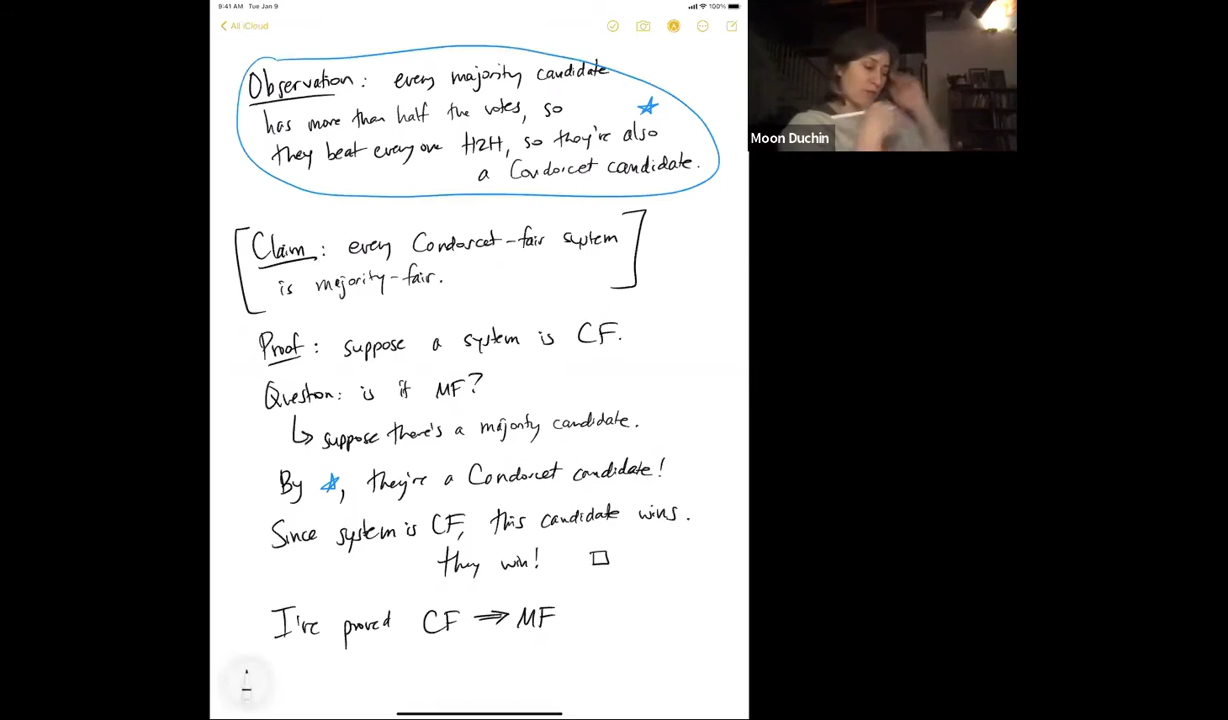 9:41 AM Tue Jan 9
100%
All iCloud
Moon Duchin
Observation: every majority candidate
has more than half the votes, so
they beat everyone H2H, so they're also
a Condorcet candidate.
Claim: every Condorcet-fair system
is majority-fair.
Proof: suppose a system is CF.
Question: is it MF?
↳ suppose there's a majority candidate.
By ☆, they're a Condorcet candidate!
Since system is CF, this candidate wins.
they win! □
I've proved CF ⇒ MF